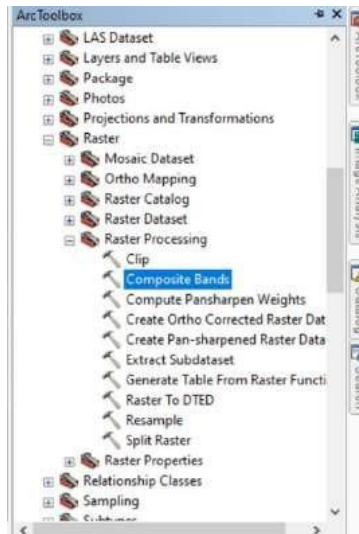 ArcToolbox
LAS Dataset
Layers and Table Views
Package
Photos
Projections and Transformations
Raster
Mosaic Dataset
Ortho Mapping
Raster Catalog
Raster Dataset
Raster Processing
Clip
Composite Bands
Compute Pansharpen Weights
Create Ortho Corrected Raster Dat
Create Pan-sharpened Raster Data
Extract Subdataset
Generate Table From Raster Functi
Raster To DTED
Resample
Split Raster
Raster Properties
Relationship Classes
Sampling
Subtypes